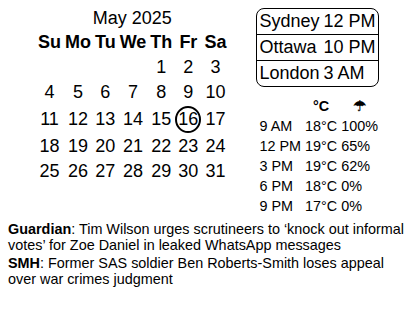 May 2025
Su Mo Tu We Th Fr Sa
1 2 3
4 5 6 7 8 9 10
11 12 13 14 15 16 17
18 19 20 21 22 23 24
25 26 27 28 29 30 31
Sydney 12 PM
Ottawa 10 PM
London 3 AM
°C ☂
9 AM 18°C 100%
12 PM 19°C 65%
3 PM 19°C 62%
6 PM 18°C 0%
9 PM 17°C 0%
Guardian: Tim Wilson urges scrutineers to ‘knock out informal
votes’ for Zoe Daniel in leaked WhatsApp messages
SMH: Former SAS soldier Ben Roberts-Smith loses appeal
over war crimes judgment